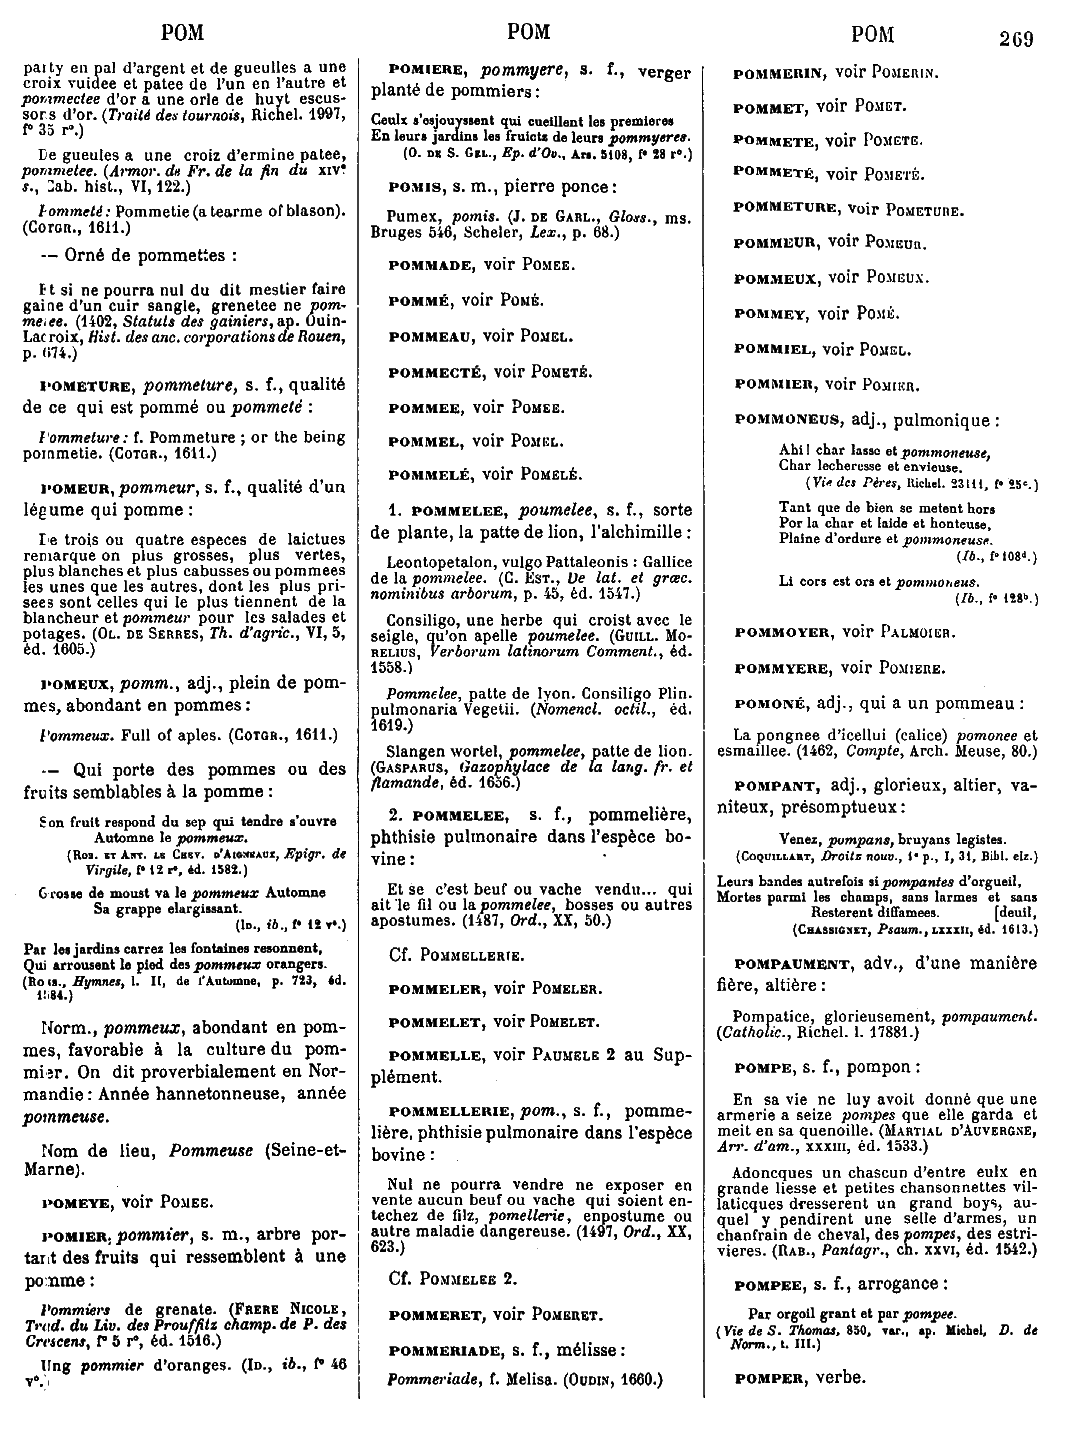 POM
POM
POM
269
party en pal d'argent et de gueulles a une
croix vuidee et patee de l'un en l'autre et
pommectee d'or a une orle de huyt escus-
sors d'or. (Traité des tournois, Richel. 1997,
f° 35 r°.)
De gueules a une croiz d'ermine patee,
pommetee. (Armor. de Fr. de la fin du XIV°
s., Cab. hist., VI, 122.)
Pommeté: Pommetie (a tearme of blason).
(COTGR., 1611.)
— Orné de pommettes :
Et si ne pourra nul du dit mestier faire
gaine d'un cuir sangle, grenetee ne pom-
metee. (1402, Statuts des gainiers, ap. Ouin-
Lacroix, Hist. des anc. corporations de Rouen,
p. 674.)
POMETURE, pommeture, s. f., qualité
de ce qui est pommé ou pommeté :
Pommeture: f. Pommeture ; or the being
pommetie. (COTGR., 1611.)
POMEUR, pommeur, s. f., qualité d'un
légume qui pomme :
De trois ou quatre especes de laictues
remarque on plus grosses, plus vertes,
plus blanches et plus cabusses ou pommees
les unes que les autres, dont les plus pri-
sees sont celles qui le plus tiennent de la
blancheur et pommeur pour les salades et
potages. (OL. DE SERRES, Th. d'agric., VI, 5,
éd. 1605.)
POMEUX, pomm., adj., plein de pom-
mes, abondant en pommes :
Pommeux. Full of aples. (COTGR., 1611.)
— Qui porte des pommes ou des
fruits semblables à la pomme :
Son fruit respond du sep qui tendre s'ouvre
Automne le pommeux.
(ROB. ET ANT. LE CHEV. D'AIGNEAUX, Epigr. de
Virgile, f° 12 r°, éd. 1582.)
Grosse de moust va le pommeux Automne
Sa grappe elargissant.
(ID., ib., f° 12 v°.)
Par les jardins carrez les fontaines resonnent,
Qui arrousent le pied des pommeux orangers.
(RONS., Hymnes, l. II, de l'Automne, p. 723, éd.
1584.)
Norm., pommeux, abondant en pom-
mes, favorable à la culture du pom-
mier. On dit proverbialement en Nor-
mandie : Année hannetonneuse, année
pommeuse.
Nom de lieu, Pommeuse (Seine-et-
Marne).
POMEYE, voir POMEE.
POMIER, pommier, s. m., arbre por-
tant des fruits qui ressemblent à une
pomme :
Pommiers de grenate. (FRERE NICOLE,
Trad. du Liv. des Prouffitz champ. de P. des
Crescens, f° 5 r°, éd. 1516.)
Ung pommier d'oranges. (ID., ib., f° 46
v°.)
POMIERE, pommyere, s. f., verger
planté de pommiers :
Ceulx s'esjouyssent qui cueillent les premieres
En leurs jardins les fruictz de leurs pommyeres.
(O. DE S. GEL., Ep. d'Ov., Ars. 5108, f° 28 r°.)
POMIS, s. m., pierre ponce :
Pumex, pomis. (J. DE GARL., Gloss., ms.
Bruges 546, Scheler, Lex., p. 68.)
POMMADE, voir POMEE.
POMMÉ, voir POMÉ.
POMMEAU, voir POMEL.
POMMECTÉ, voir POMETÉ.
POMMEE, voir POMEE.
POMMEL, voir POMEL.
POMMELÉ, voir POMELÉ.
1. POMMELEE, poumelee, s. f., sorte
de plante, la patte de lion, l'alchimille :
Leontopetalon, vulgo Pattaleonis : Gallice
de la pommelee. (C. EST., De lat. et græc.
nominibus arborum, p. 45, éd. 1547.)
Consiligo, une herbe qui croist avec le
seigle, qu'on apelle poumelee. (GUILL. MO-
RELIUS, Verborum latinorum Comment., éd.
1558.)
Pommelee, patte de lyon. Consiligo Plin.
pulmonaria Vegetii. (Nomencl. octil., éd.
1619.)
Slangen wortel, pommelee, patte de lion.
(GASPARUS, Gazophylace de la lang. fr. et
flamande, éd. 1656.)
2. POMMELEE, s. f., pommelière,
phthisie pulmonaire dans l'espèce bo-
vine :
Et se c'est beuf ou vache vendu... qui
ait le fil ou la pommelee, bosses ou autres
apostumes. (1487, Ord., XX, 50.)
Cf. POMMELLERIE.
POMMELER, voir POMELER.
POMMELET, voir POMELET.
POMMELLE, voir PAUMELE 2 au Sup-
plément.
POMMELLERIE, pom., s. f., pomme-
lière, phthisie pulmonaire dans l'espèce
bovine :
Nul ne pourra vendre ne exposer en
vente aucun beuf ou vache qui soient en-
techez de filz, pomellerie, enpostume ou
autre maladie dangereuse. (1497, Ord., XX,
623.)
Cf. POMMELEE 2.
POMMERET, voir POMERET.
POMMERIADE, s. f., mélisse :
Pommeriade, f. Melisa. (OUDIN, 1660.)
POMMERIN, voir POMERIN.
POMMET, voir POMET.
POMMETE, voir POMETE.
POMMETÉ, voir POMETÉ.
POMMETURE, voir POMETURE.
POMMEUR, voir POMEUR.
POMMEUX, voir POMEUX.
POMMEY, voir POMÉ.
POMMIEL, voir POMEL.
POMMIER, voir POMIER.
POMMONEUS, adj., pulmonique :
Ahi ! char lasse et pommoneuse,
Char lecheresse et envieuse.
(Vie des Pères, Richel. 23111, f° 25ᶜ.)
Tant que de bien se metent hors
Por la char et laide et honteuse,
Plaine d'ordure et pommoneuse.
(Ib., f° 108ᵈ.)
Li cors est ors et pommoneus.
(Ib., f° 128ᵇ.)
POMMOYER, voir PALMOIER.
POMMYERE, voir POMIERE.
POMONÉ, adj., qui a un pommeau :
La pongnee d'icellui (calice) pomonee et
esmaillee. (1462, Compte, Arch. Meuse, 80.)
POMPANT, adj., glorieux, altier, va-
niteux, présomptueux :
Venez, pompans, bruyans legistes.
(COQUILLART, Droitz nouv., 1ᵉ p., I, 31, Bibl. elz.)
Leurs bandes autrefois si pompantes d'orgueil,
Mortes parmi les champs, sans larmes et sans
Resterent diffamees. [deuil,
(CHASSIGNET, Psaum., LXXXII, éd. 1613.)
POMPAUMENT, adv., d'une manière
fière, altière :
Pompatice, glorieusement, pompaument.
(Catholic., Richel. l. 17881.)
POMPE, s. f., pompon :
En sa vie ne luy avoit donné que une
armerie a seize pompes que elle garda et
meit en sa quenoille. (MARTIAL D'AUVERGNE,
Arr. d'am., XXXIII, éd. 1533.)
Adoncques un chascun d'entre eulx en
grande liesse et petites chansonnettes vil-
laticques dresserent un grand boys, au-
quel y pendirent une selle d'armes, un
chanfrain de cheval, des pompes, des estri-
vieres. (RAB., Pantagr., ch. XXVI, éd. 1542.)
POMPEE, s. f., arrogance :
Par orgoil grant et par pompee.
(Vie de S. Thomas, 850, var., ap. Michel, D. de
Norm., t. III.)
POMPER, verbe.